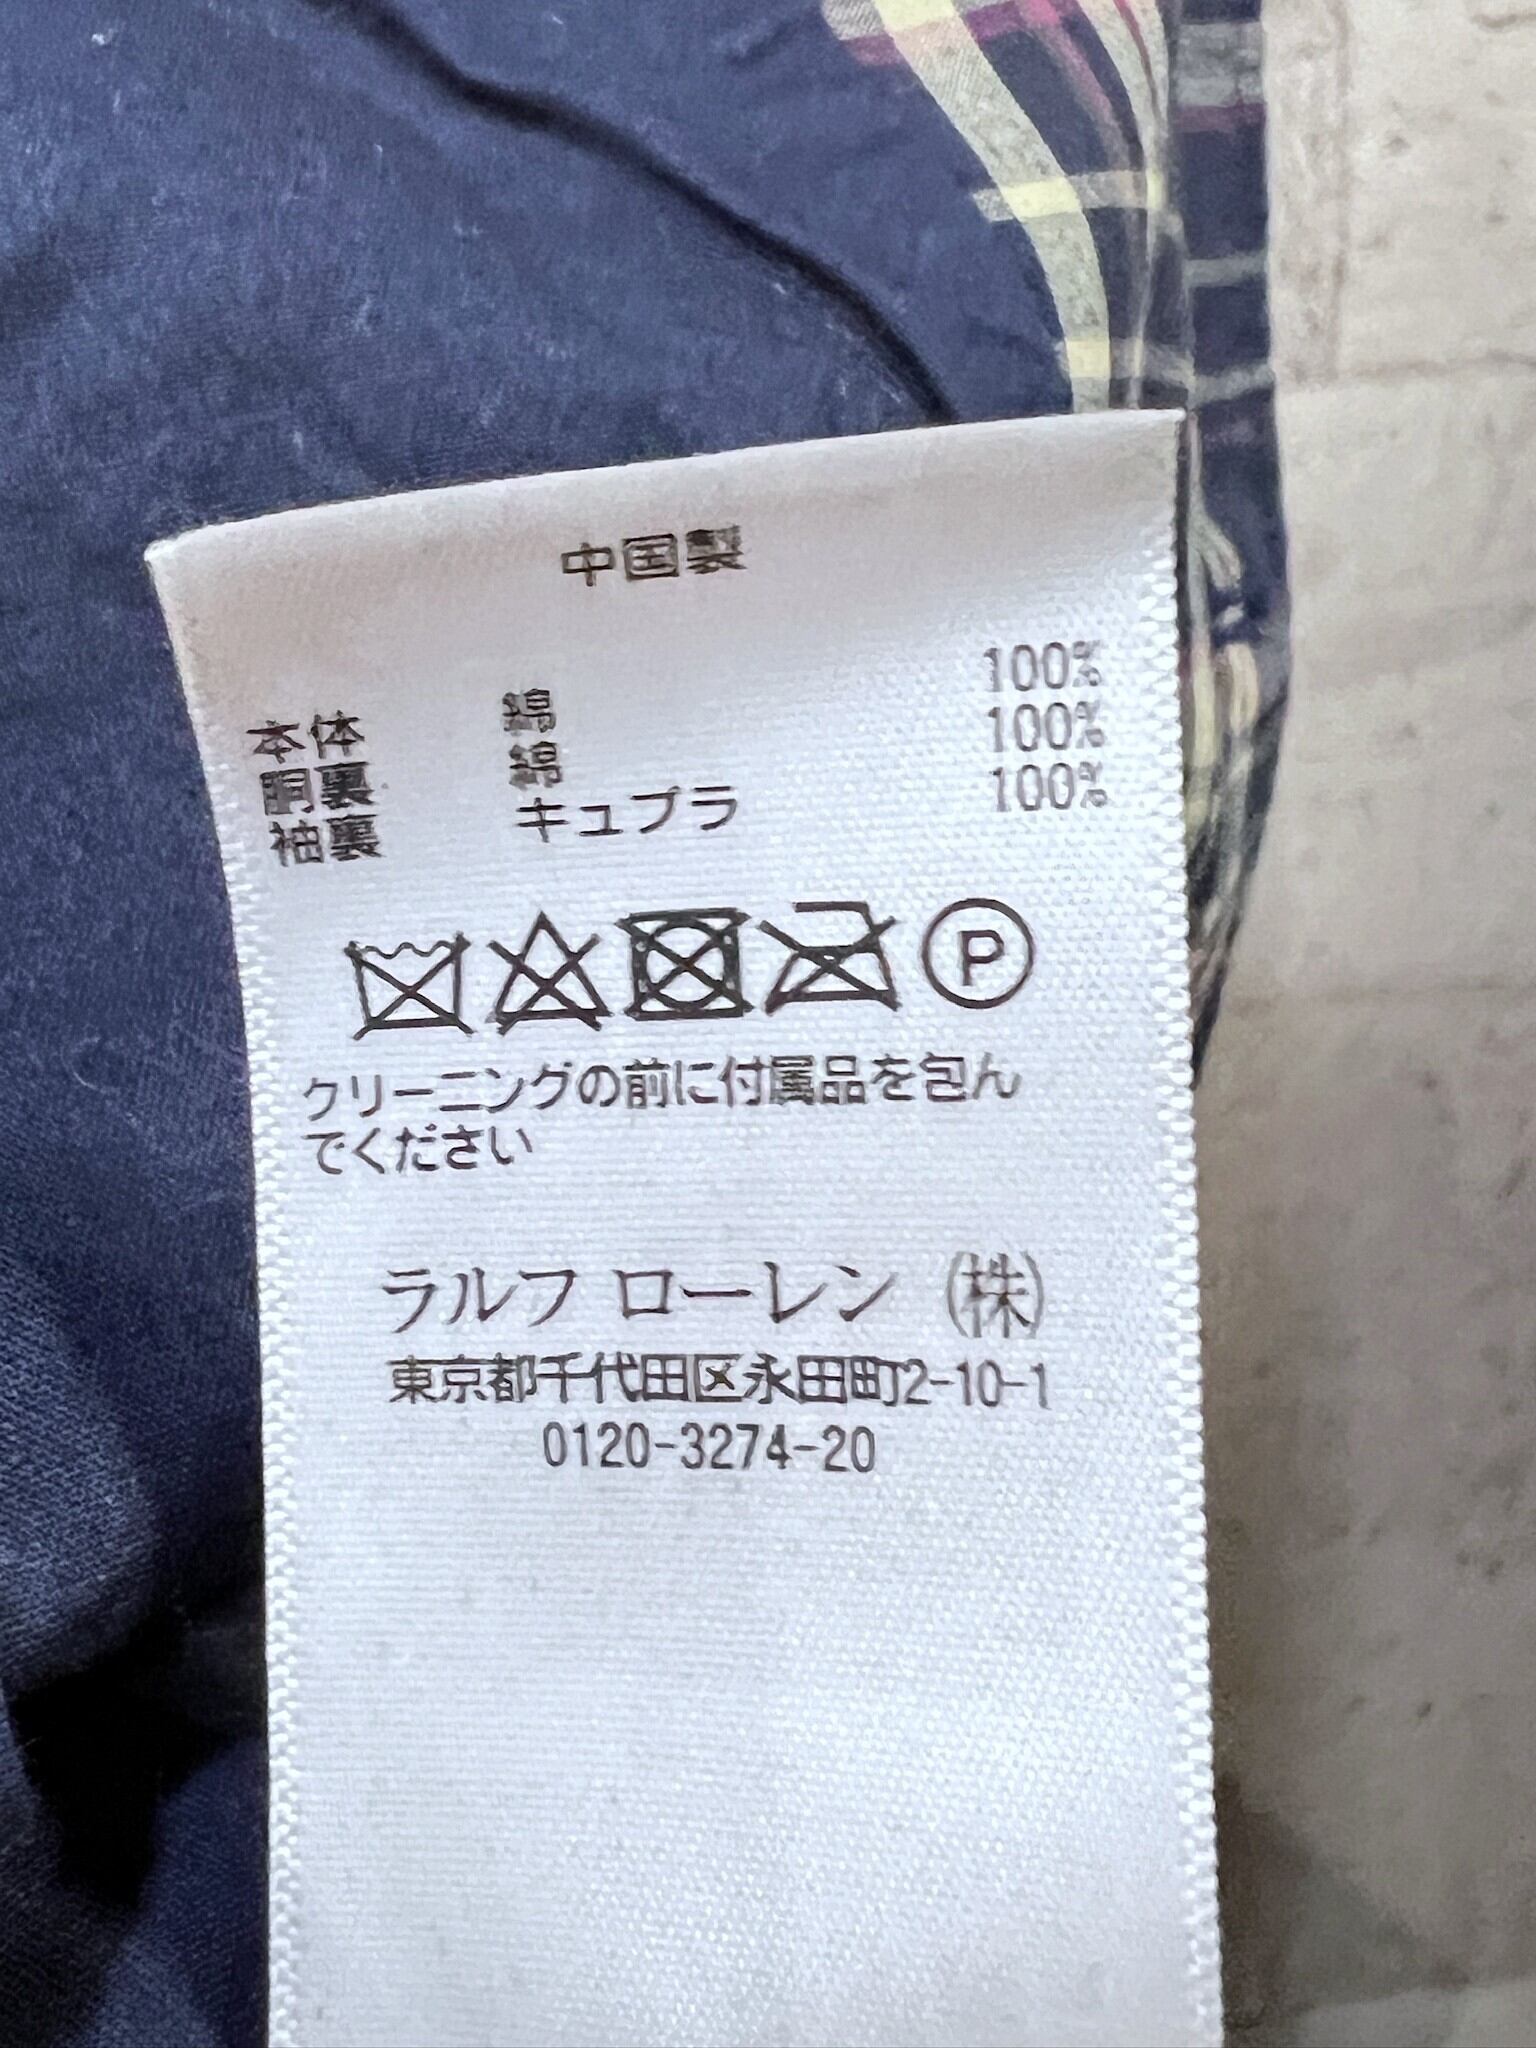 中国製
本体 綿 100%
胴裏 綿 100%
袖裏 キュプラ 100%
P
クリーニングの前に付属品を包ん
でください
ラルフ ローレン (株)
東京都千代田区永田町2-10-1
0120-3274-20